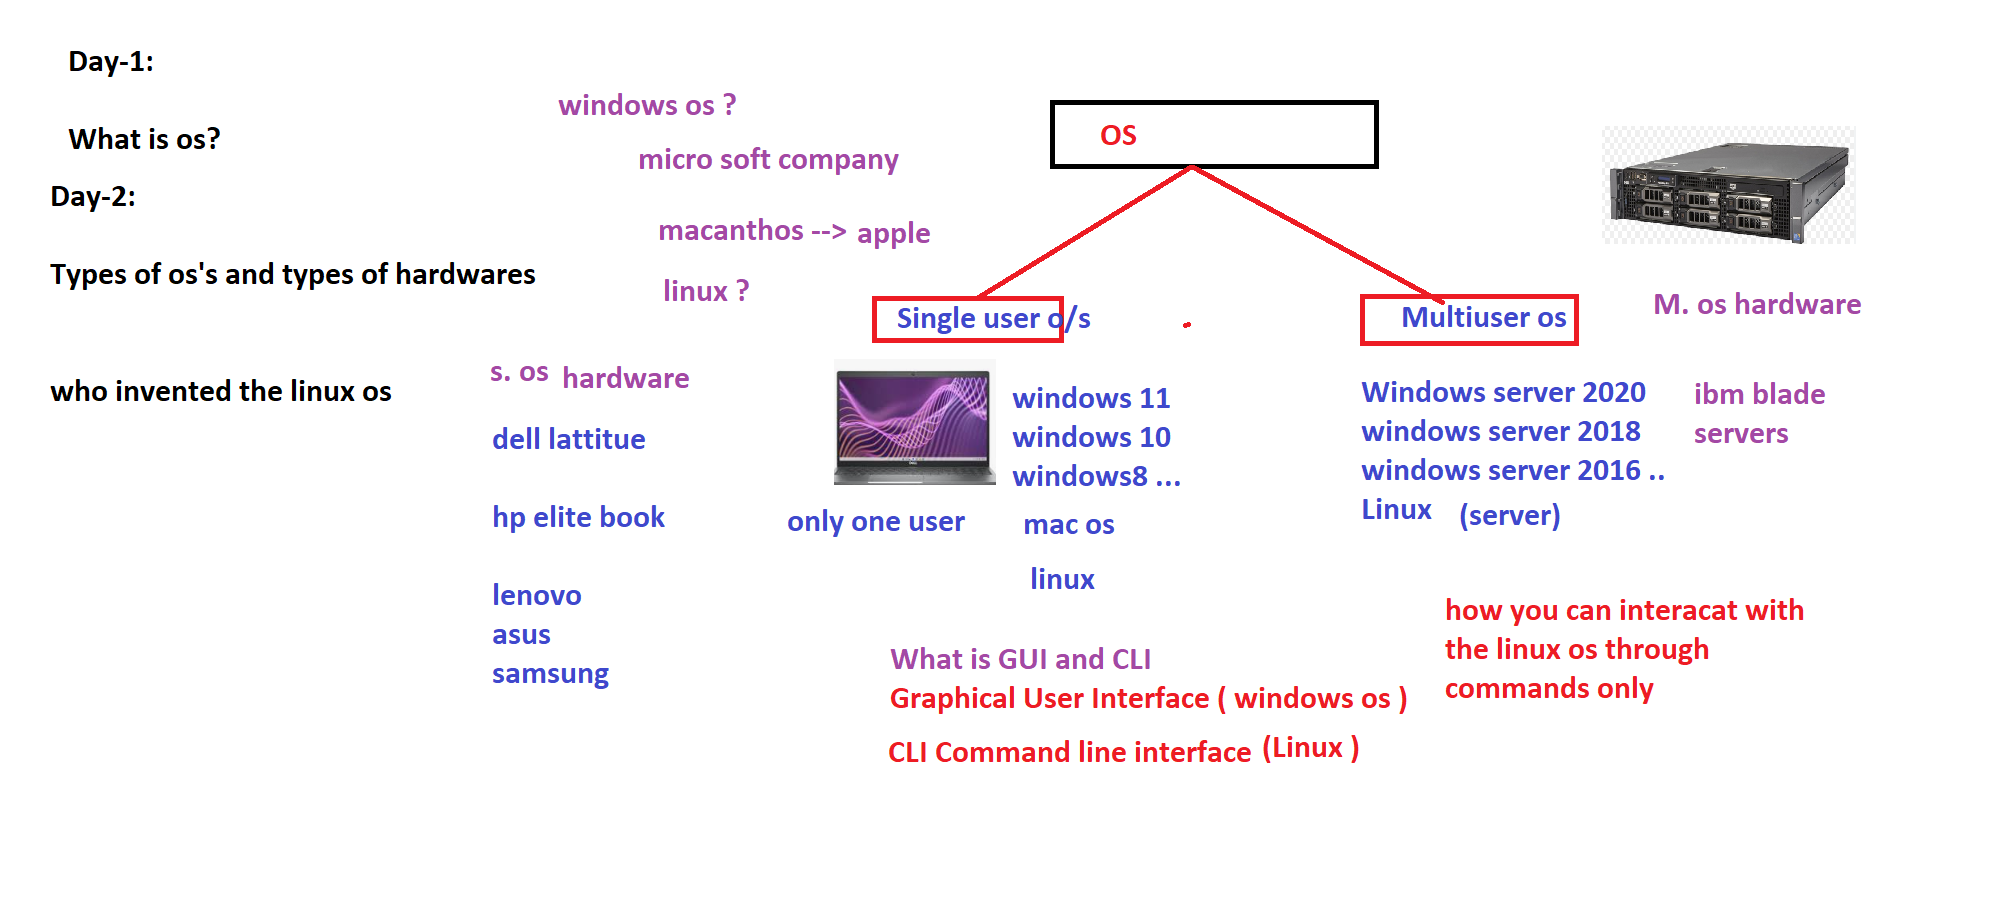 Day-1:
What is os?
Day-2:
Types of os's and types of hardwares
who invented the linux os
windows os ?
micro soft company
macanthos --> apple
linux ?
OS
Single user o/s
Multiuser os
M. os hardware
s. os hardware
dell lattitue
hp elite book
lenovo
asus
samsung
only one user
windows 11
windows 10
windows8 ...
mac os
linux
Windows server 2020
windows server 2018
windows server 2016 ..
Linux (server)
ibm blade
servers
What is GUI and CLI
Graphical User Interface ( windows os )
CLI Command line interface (Linux )
how you can interacat with
the linux os through
commands only